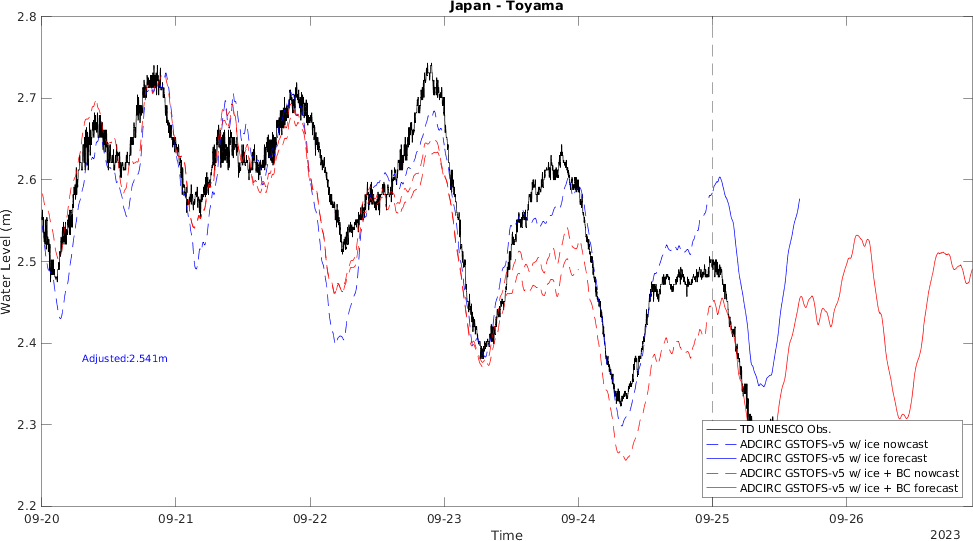 Japan - Toyama
2.8
2.7
2.6
2.5
2.4
2.3
2.2
Water Level (m)
Adjusted:2.541m
TD UNESCO Obs.
ADCIRC GSTOFS-v5 w/ ice nowcast
ADCIRC GSTOFS-v5 w/ ice forecast
ADCIRC GSTOFS-v5 w/ ice + BC nowcast
ADCIRC GSTOFS-v5 w/ ice + BC forecast
09-20 09-21 09-22 09-23 09-24 09-25 09-26
Time
2023